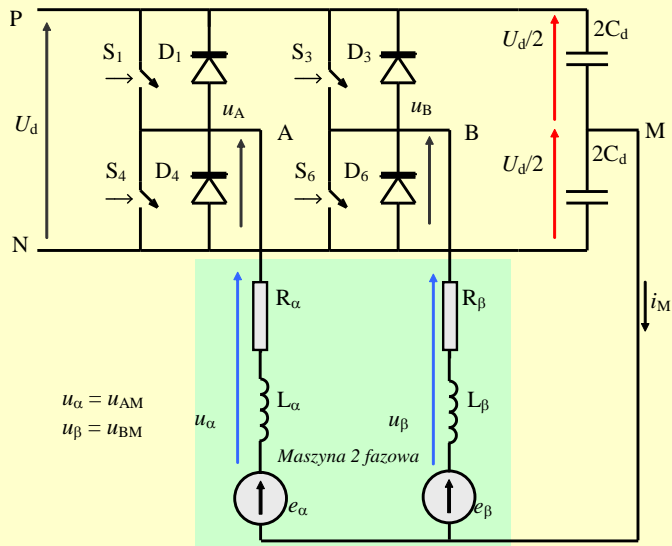 P
S1 D1 S3 D3 Ud/2 2Cd
uA uB
Ud A B M
S4 D4 S6 D6 Ud/2 2Cd
N
Rα Rβ iM
uα = uAM
uβ = uBM
uα Lα uβ Lβ
Maszyna 2 fazowa
eα eβ